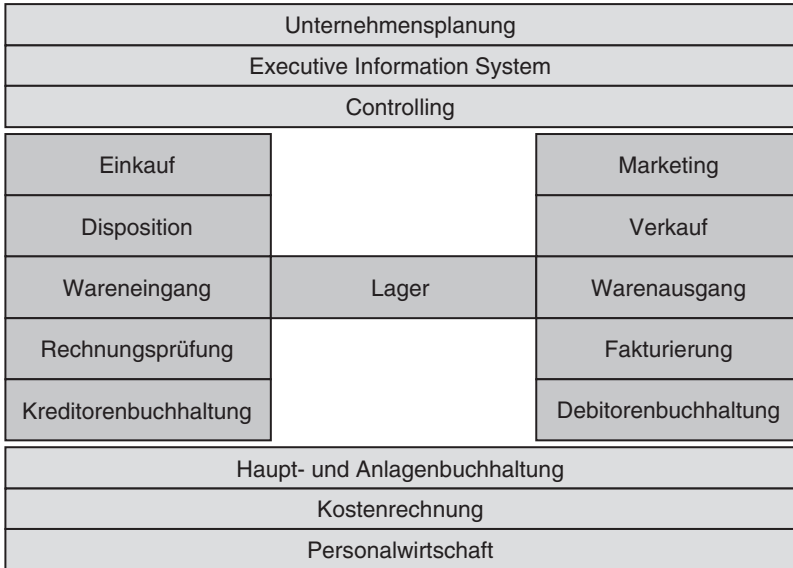 Unternehmensplanung
Executive Information System
Controlling
Einkauf
Marketing
Disposition
Verkauf
Wareneingang
Lager
Warenausgang
Rechnungsprüfung
Fakturierung
Kreditorenbuchhaltung
Debitorenbuchhaltung
Haupt- und Anlagenbuchhaltung
Kostenrechnung
Personalwirtschaft